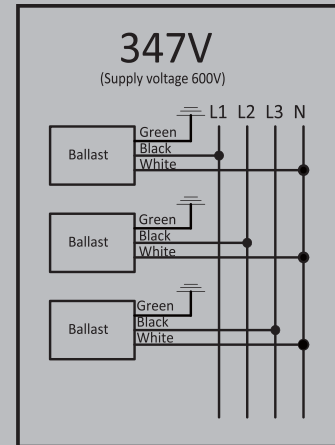 347V
(Supply voltage 600V)
L1 L2 L3 N
Green
Black
White
Ballast
Green
Black
White
Ballast
Green
Black
White
Ballast